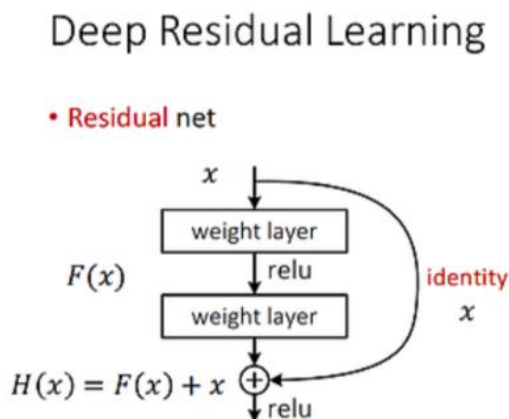 Deep Residual Learning
• Residual net
x
weight layer
relu
F(x)
identity
x
weight layer
H(x) = F(x) + x
relu